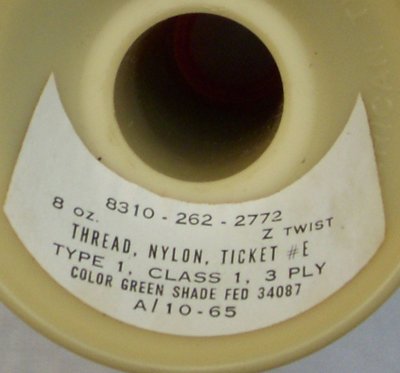 8310-262-2772
8 OZ. Z TWIST
THREAD, NYLON, TICKET #E
TYPE 1, CLASS 1, 3 PLY
COLOR GREEN SHADE FED 34087
A/10-65